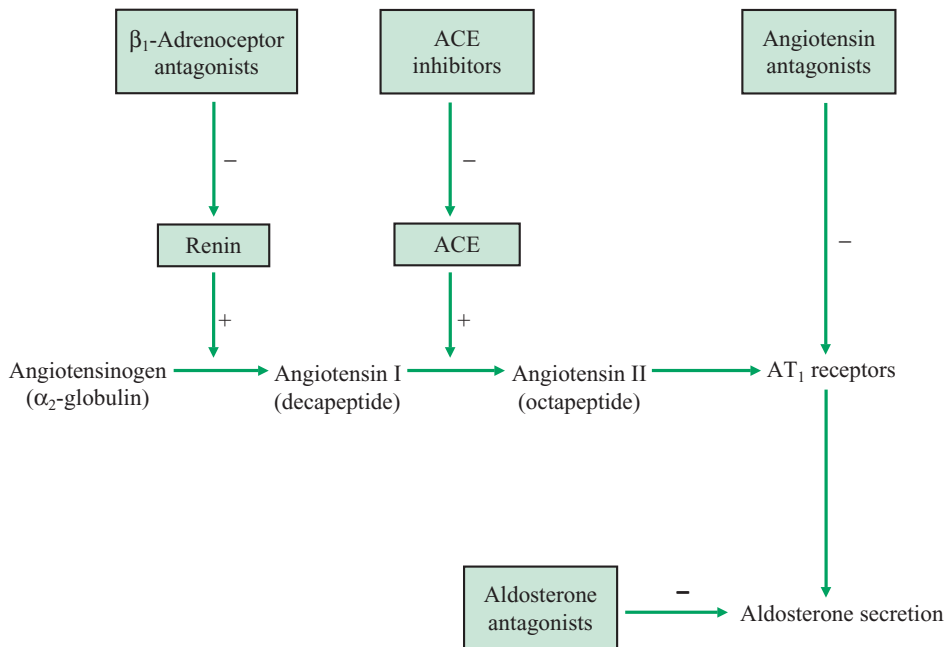 β₁-Adrenoceptor
antagonists
ACE
inhibitors
Angiotensin
antagonists
–
–
–
Renin
ACE
+
+
Angiotensinogen
(α₂-globulin)
Angiotensin I
(decapeptide)
Angiotensin II
(octapeptide)
AT₁ receptors
Aldosterone
antagonists
–
Aldosterone secretion